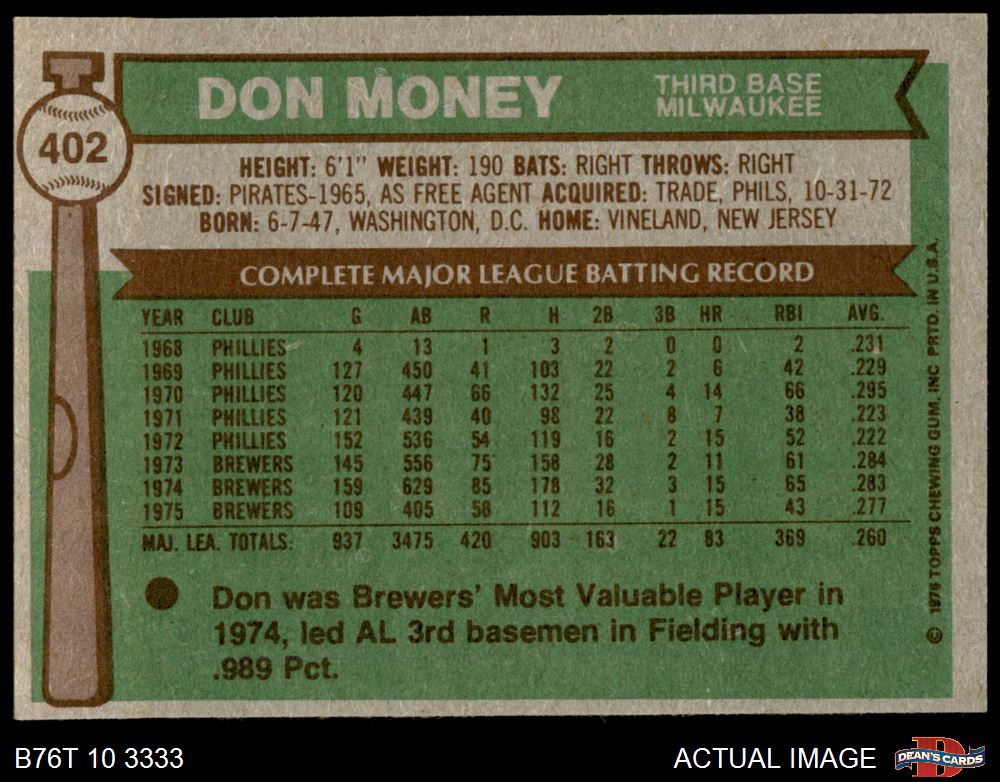 402
DON MONEY
THIRD BASE
MILWAUKEE
HEIGHT: 6'1" WEIGHT: 190 BATS: RIGHT THROWS: RIGHT
SIGNED: PIRATES-1965, AS FREE AGENT ACQUIRED: TRADE, PHILS, 10-31-72
BORN: 6-7-47, WASHINGTON, D.C. HOME: VINELAND, NEW JERSEY
COMPLETE MAJOR LEAGUE BATTING RECORD
YEAR CLUB G AB R H 2B 3B HR RBI AVG.
1968 PHILLIES 4 13 1 3 2 0 0 2 .231
1969 PHILLIES 127 450 41 103 22 2 6 42 .229
1970 PHILLIES 120 447 66 132 25 4 14 66 .295
1971 PHILLIES 121 439 40 98 22 8 7 38 .223
1972 PHILLIES 152 536 54 119 16 2 15 52 .222
1973 BREWERS 145 556 75 158 28 2 11 61 .284
1974 BREWERS 159 629 85 178 32 3 15 65 .283
1975 BREWERS 109 405 58 112 16 1 15 43 .277
MAJ. LEA. TOTALS: 937 3475 420 903 163 22 83 369 .260
Don was Brewers' Most Valuable Player in
1974, led AL 3rd basemen in Fielding with
.989 Pct.
© 1976 TOPPS CHEWING GUM, INC PRTD. IN U.S.A.
B76T 10 3333
ACTUAL IMAGE
D
DEAN'S CARDS